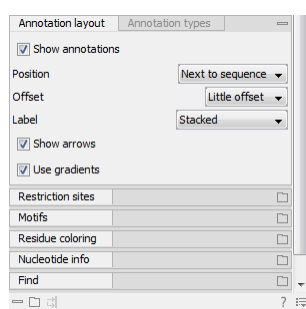 Annotation layout Annotation types
Show annotations
Position Next to sequence
Offset Little offset
Label Stacked
Show arrows
Use gradients
Restriction sites
Motifs
Residue coloring
Nucleotide info
Find
?